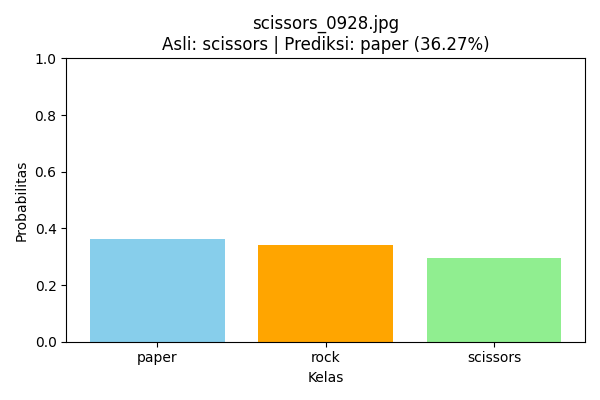 scissors_0928.jpg
Asli: scissors | Prediksi: paper (36.27%)
1.0
0.8
0.6
0.4
0.2
0.0
Probabilitas
paper rock scissors
Kelas